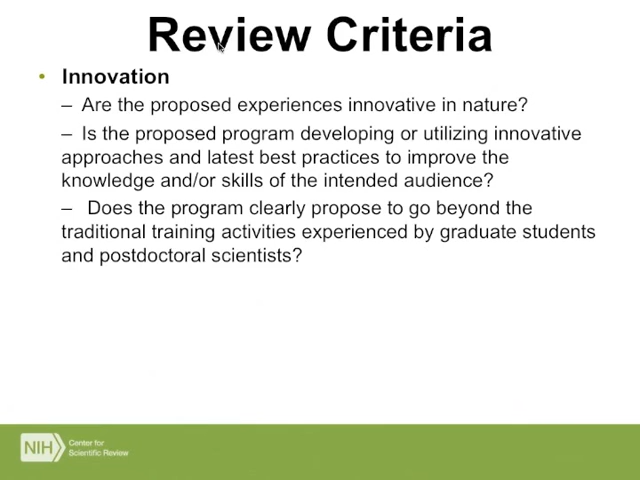 Review Criteria
• Innovation
– Are the proposed experiences innovative in nature?
– Is the proposed program developing or utilizing innovative
approaches and latest best practices to improve the
knowledge and/or skills of the intended audience?
– Does the program clearly propose to go beyond the
traditional training activities experienced by graduate students
and postdoctoral scientists?
NIH
Center for
Scientific Review